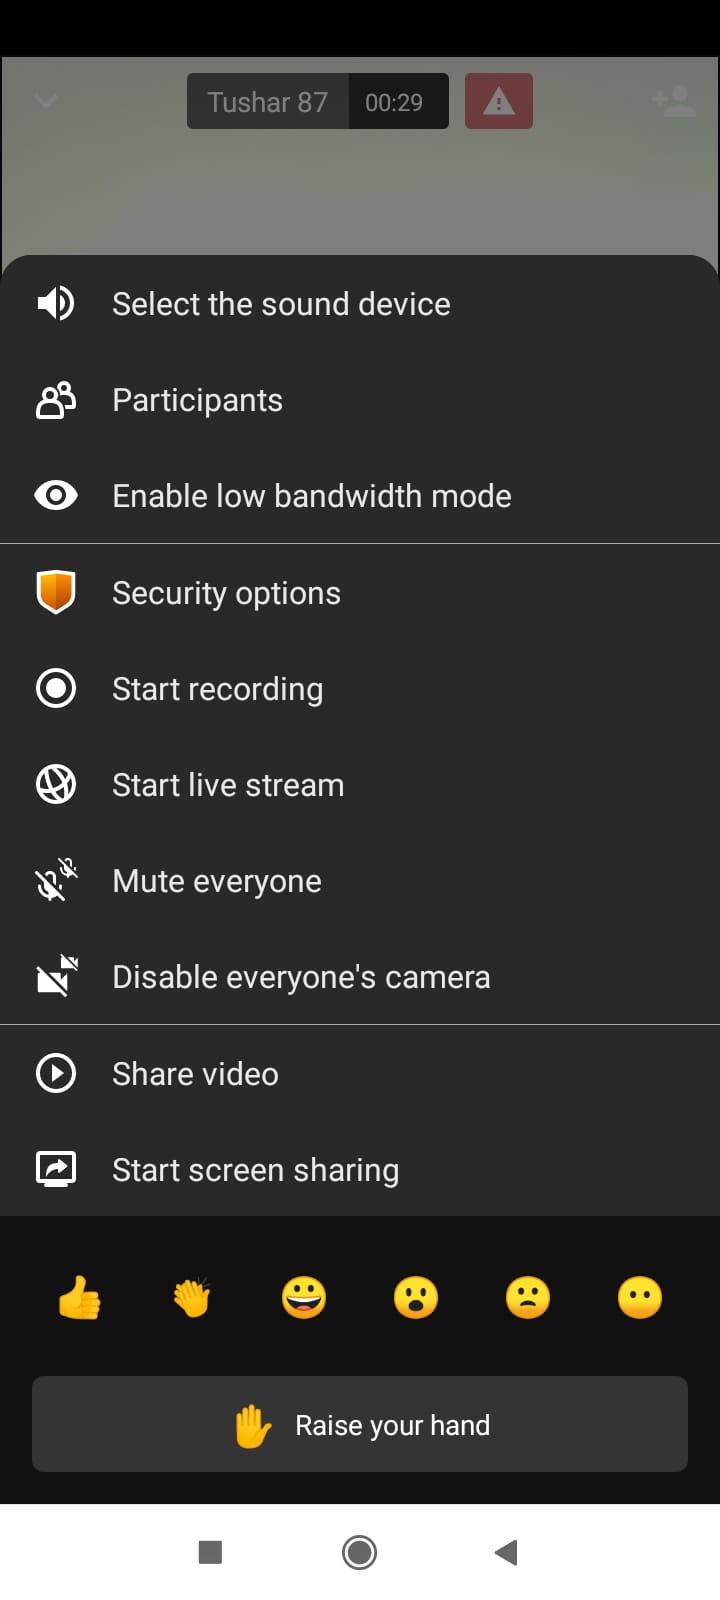 Tushar 87 00:29
Select the sound device
Participants
Enable low bandwidth mode
Security options
Start recording
Start live stream
Mute everyone
Disable everyone's camera
Share video
Start screen sharing
Raise your hand